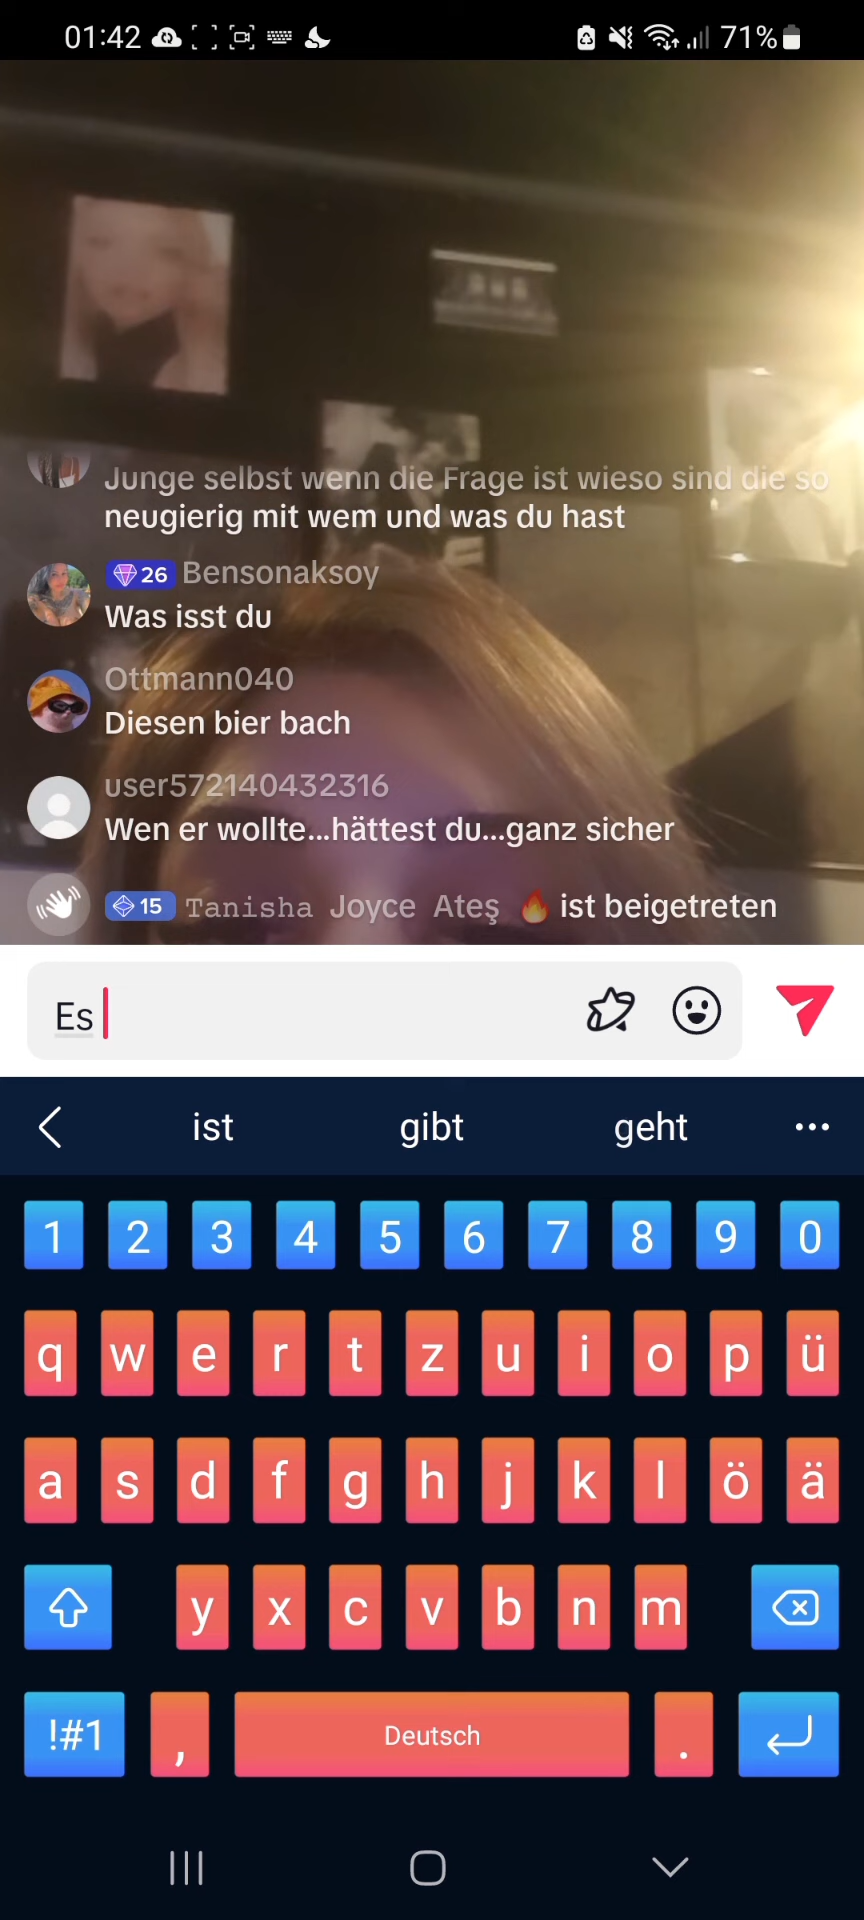 01:42
71%
Junge selbst wenn die Frage ist wieso sind die so
neugierig mit wem und was du hast
26 Bensonaksoy
Was isst du
Ottmann040
Diesen bier bach
user572140432316
Wen er wollte...hättest du...ganz sicher
15 Tanisha Joyce Ateş 🔥 ist beigetreten
Es
ist gibt geht ...
1 2 3 4 5 6 7 8 9 0
q w e r t z u i o p ü
a s d f g h j k l ö ä
y x c v b n m
!#1 , Deutsch .